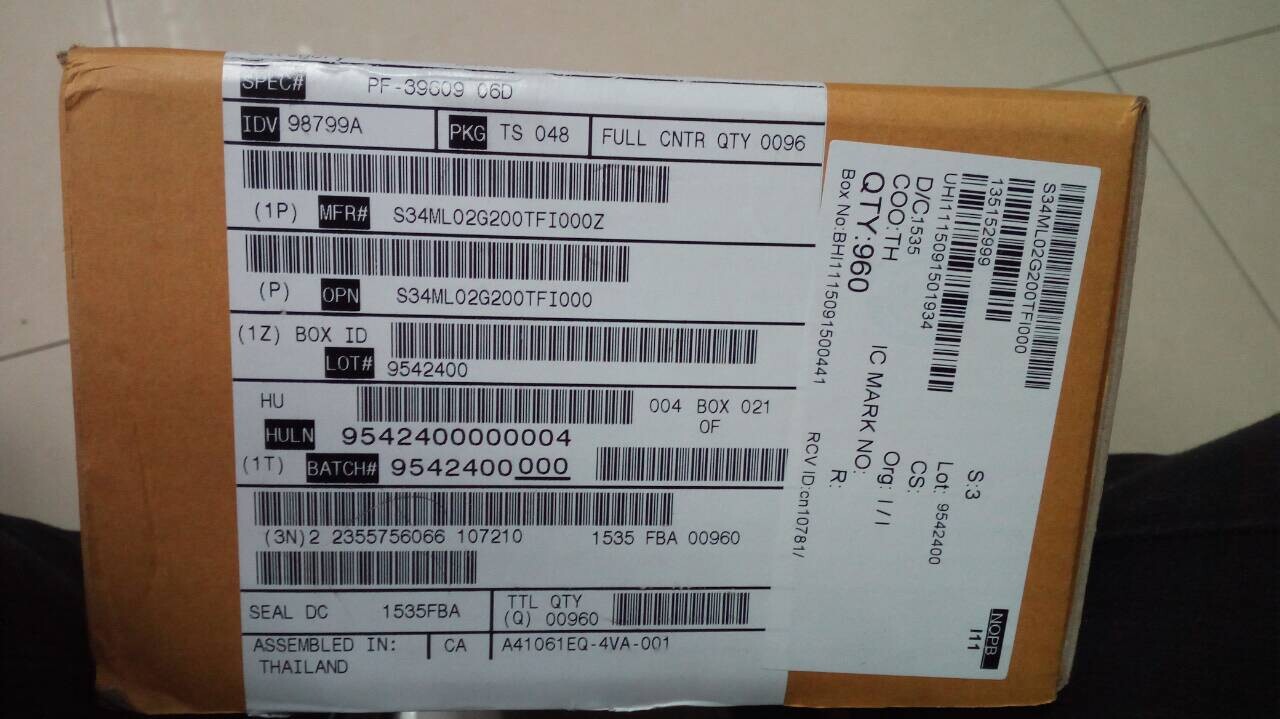 SPEC# PF-39609 06D
IDV 98799A PKG TS 048 FULL CNTR QTY 0096
(1P) MFR# S34ML02G200TFI000Z
(P) OPN S34ML02G200TFI000
(1Z) BOX ID
LOT# 9542400
HU 004 BOX 021
OF
HULN 9542400000004
(1T) BATCH# 9542400000
(3N)2 2355756066 107210 1535 FBA 00960
SEAL DC 1535FBA TTL QTY
(Q) 00960
ASSEMBLED IN: CA A41061EQ-4VA-001
THAILAND
S34ML02G200TFI000
135152999 S:3
UHI1115091501934 Lot: 9542400
D/C:1535 CS:
COO:TH Org: I / I
QTY:960 IC MARK NO: R:
Box No:BHI1115091500441 RCV ID:cn10781/
NOPB
I11